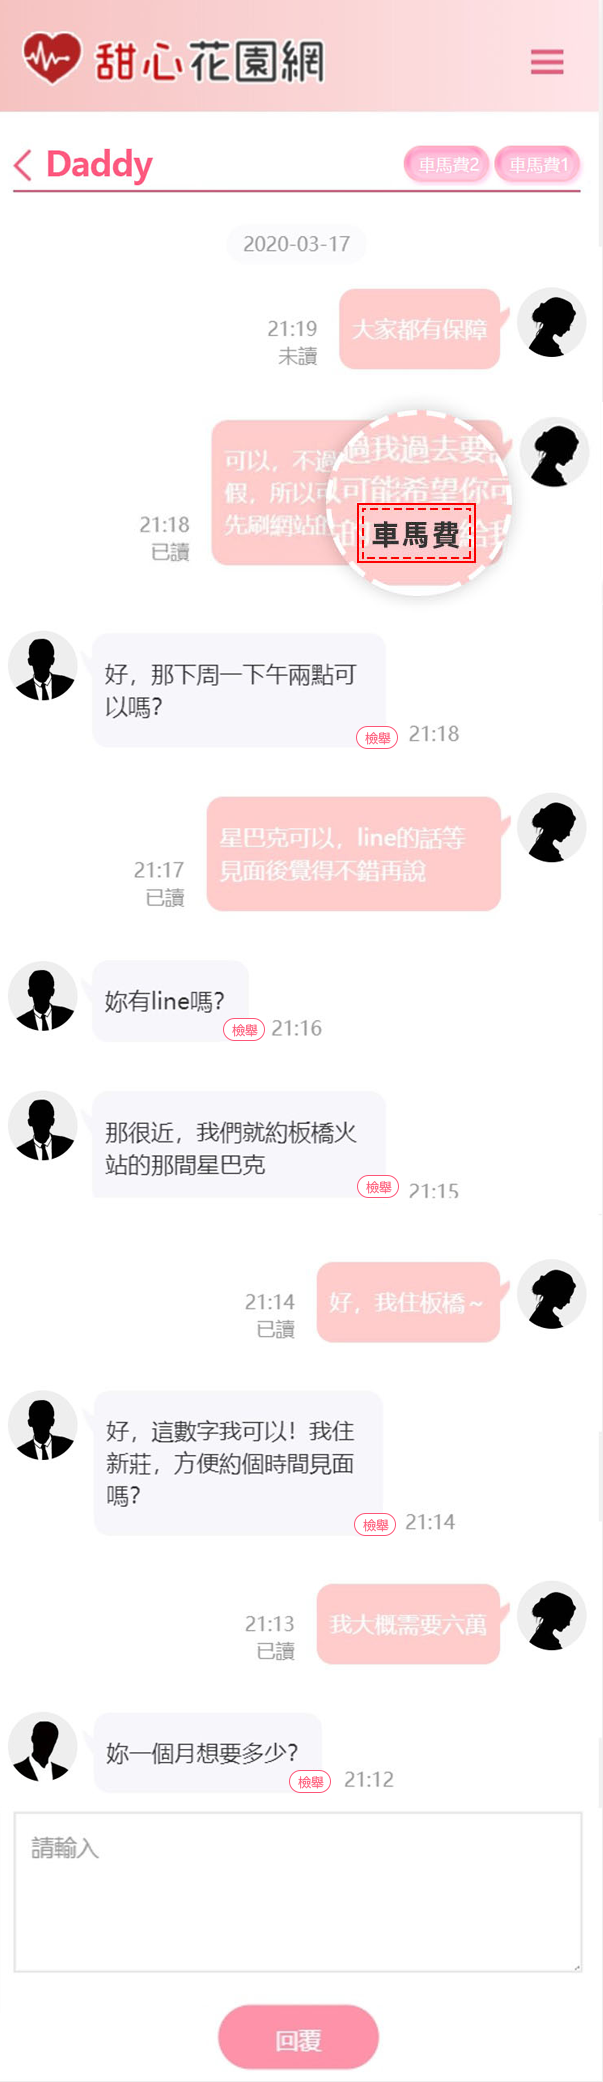 甜心花園網
Daddy
車馬費2
車馬費1
2020-03-17
大家都有保障
21:19
未讀
可以，不過
假，所以可
先刷網站的
過我過去要
可能希望你可
車馬費
21:18
已讀
好，那下周一下午兩點可
以嗎？
檢舉
21:18
星巴克可以，line的話等
見面後覺得不錯再說
21:17
已讀
妳有line嗎？
檢舉
21:16
那很近，我們就約板橋火
站的那間星巴克
檢舉
21:15
好，我住板橋～
21:14
已讀
好，這數字我可以！我住
新莊，方便約個時間見面
嗎？
檢舉
21:14
我大概需要六萬
21:13
已讀
妳一個月想要多少？
檢舉
21:12
請輸入
回覆